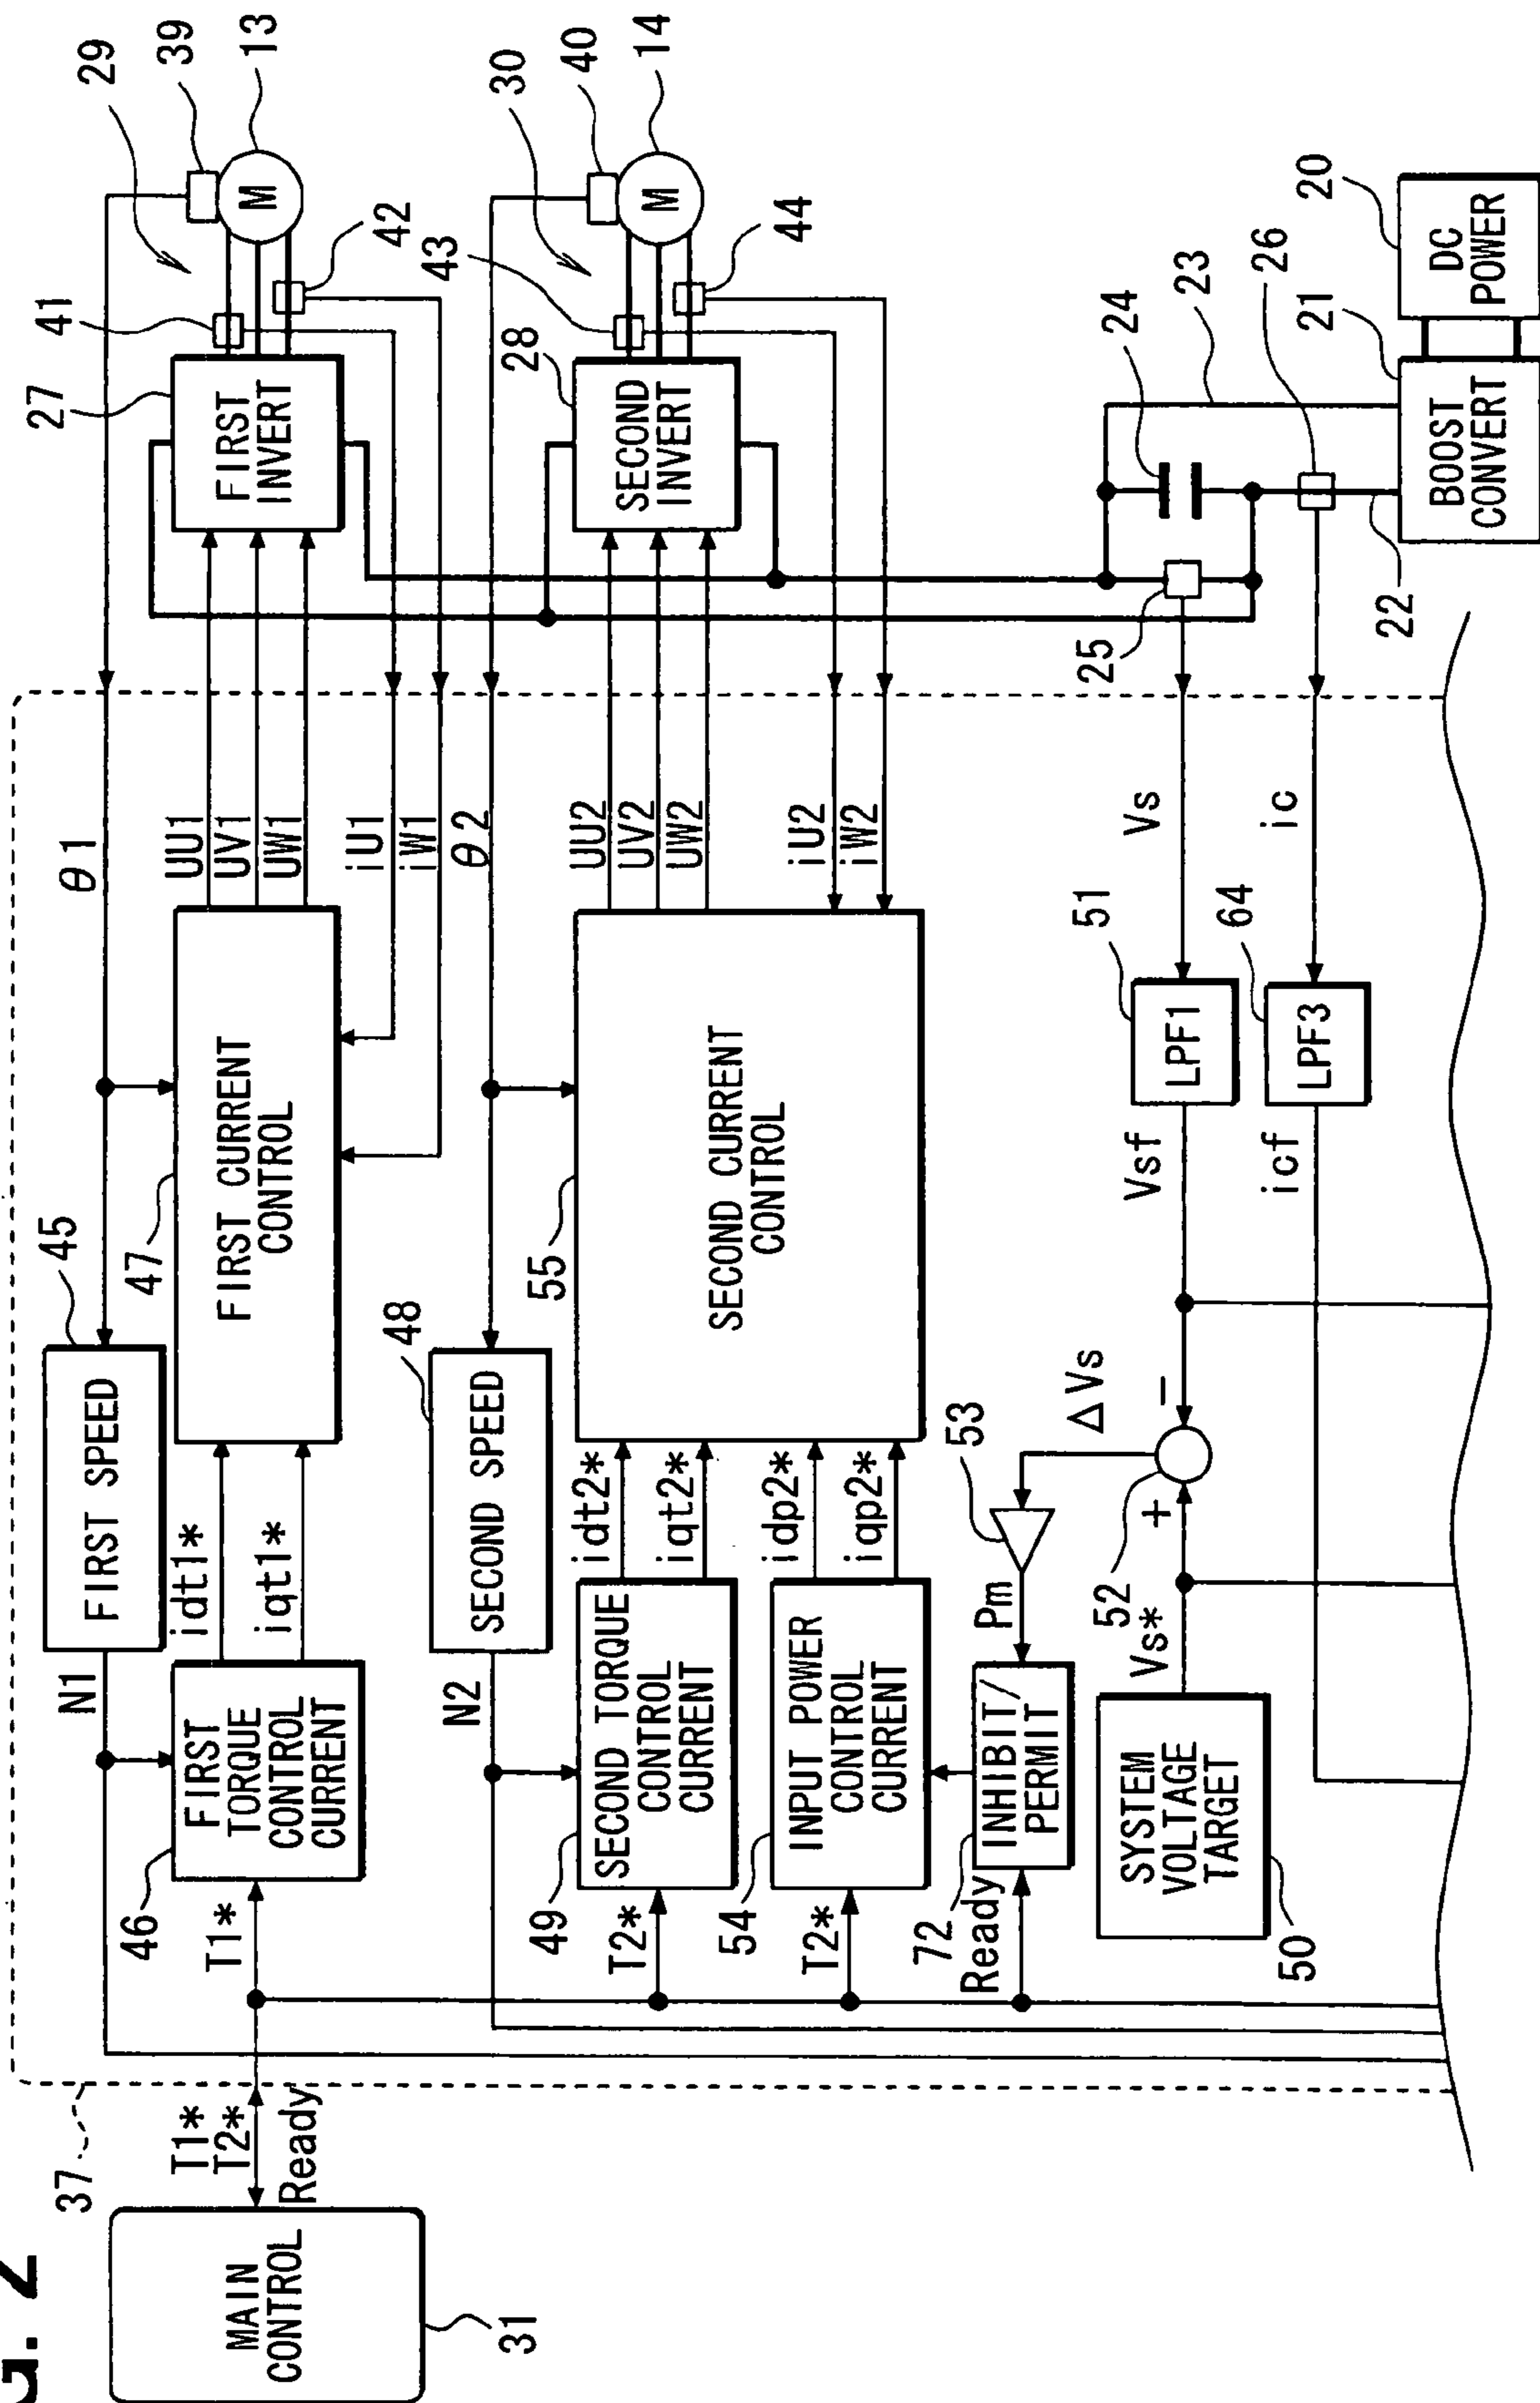 G. 2
37
MAIN
CONTROL
31
T1*
T2*
Ready
N1
45
FIRST SPEED
θ1
29
39
13
M
41
42
27
FIRST
INVERT
46
T1*
FIRST
TORQUE
CONTROL
CURRENT
idt1*
iqt1*
47
FIRST CURRENT
CONTROL
UU1
UV1
UW1
iU1
iW1
N2
48
SECOND SPEED
θ2
30
40
14
M
43
44
28
SECOND
INVERT
49
T2*
SECOND TORQUE
CONTROL
CURRENT
idt2*
iqt2*
55
SECOND CURRENT
CONTROL
UU2
UV2
UW2
iU2
iW2
54
T2*
INPUT POWER
CONTROL
CURRENT
idp2*
iqp2*
72
Ready
INHIBIT/
PERMIT
Pm
53
ΔVs
50
SYSTEM
VOLTAGE
TARGET
Vs*
52
+
−
Vsf
51
LPF1
Vs
25
24
23
icf
64
LPF3
ic
26
22
21
BOOST
CONVERT
20
DC
POWER